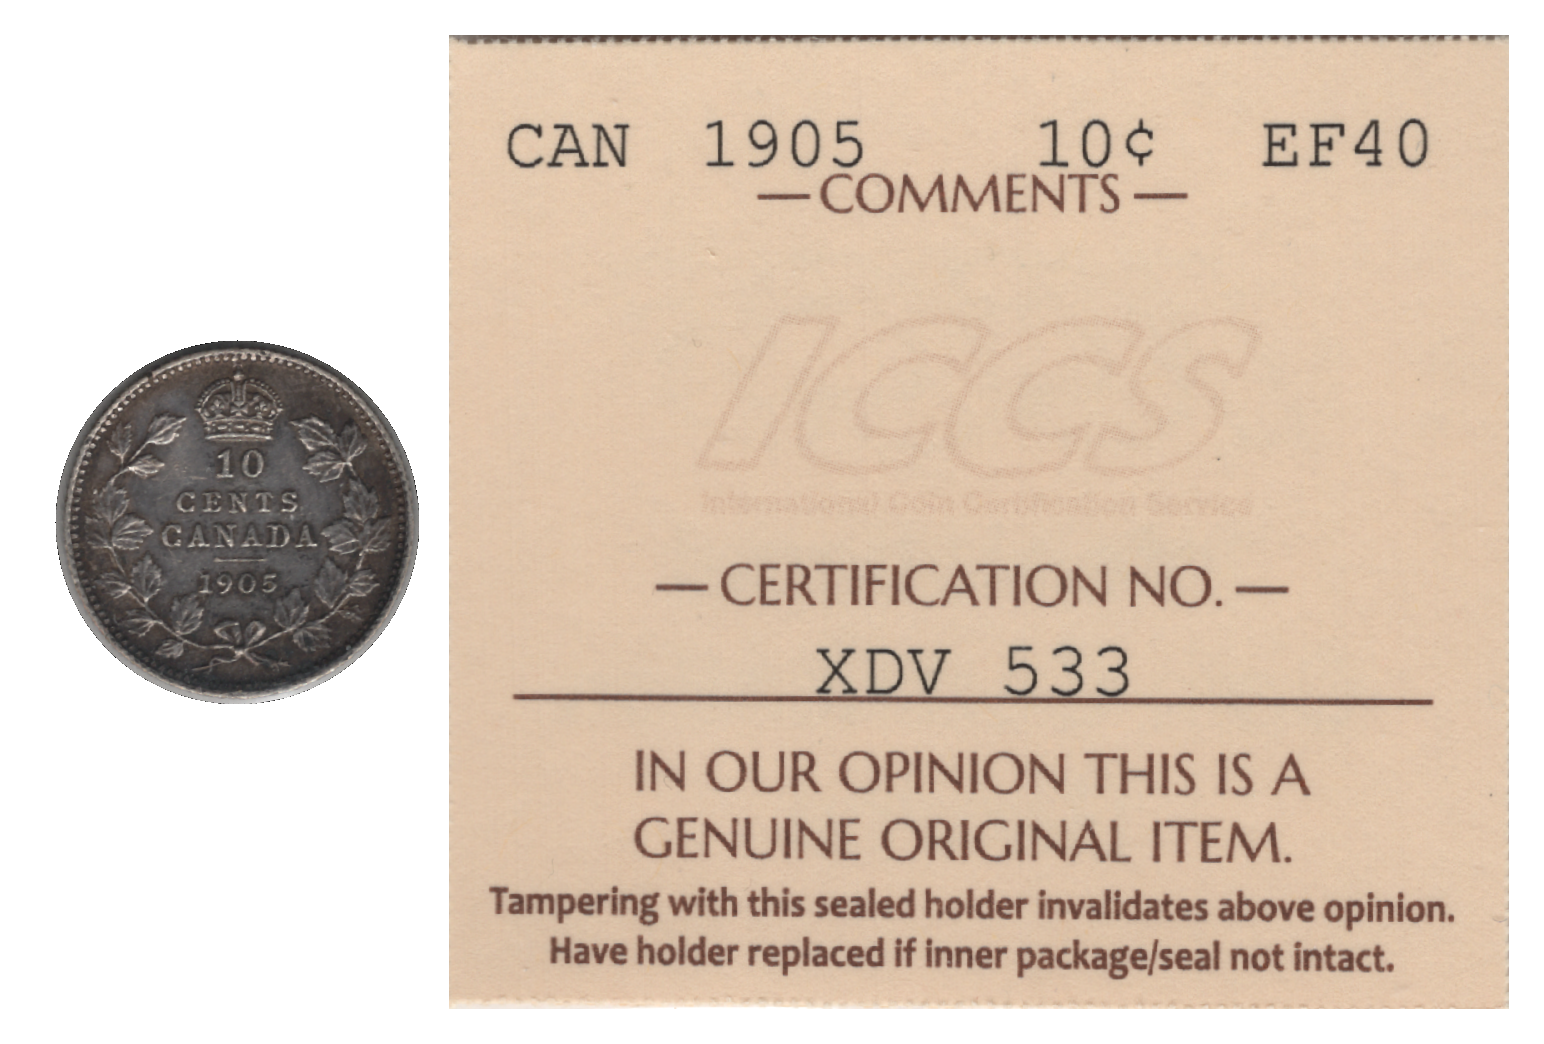 10
CENTS
CANADA
1905
CAN 1905 10¢ EF40
— COMMENTS —
ICCS
International Coin Certification Service
— CERTIFICATION NO. —
XDV 533
IN OUR OPINION THIS IS A
GENUINE ORIGINAL ITEM.
Tampering with this sealed holder invalidates above opinion.
Have holder replaced if inner package/seal not intact.